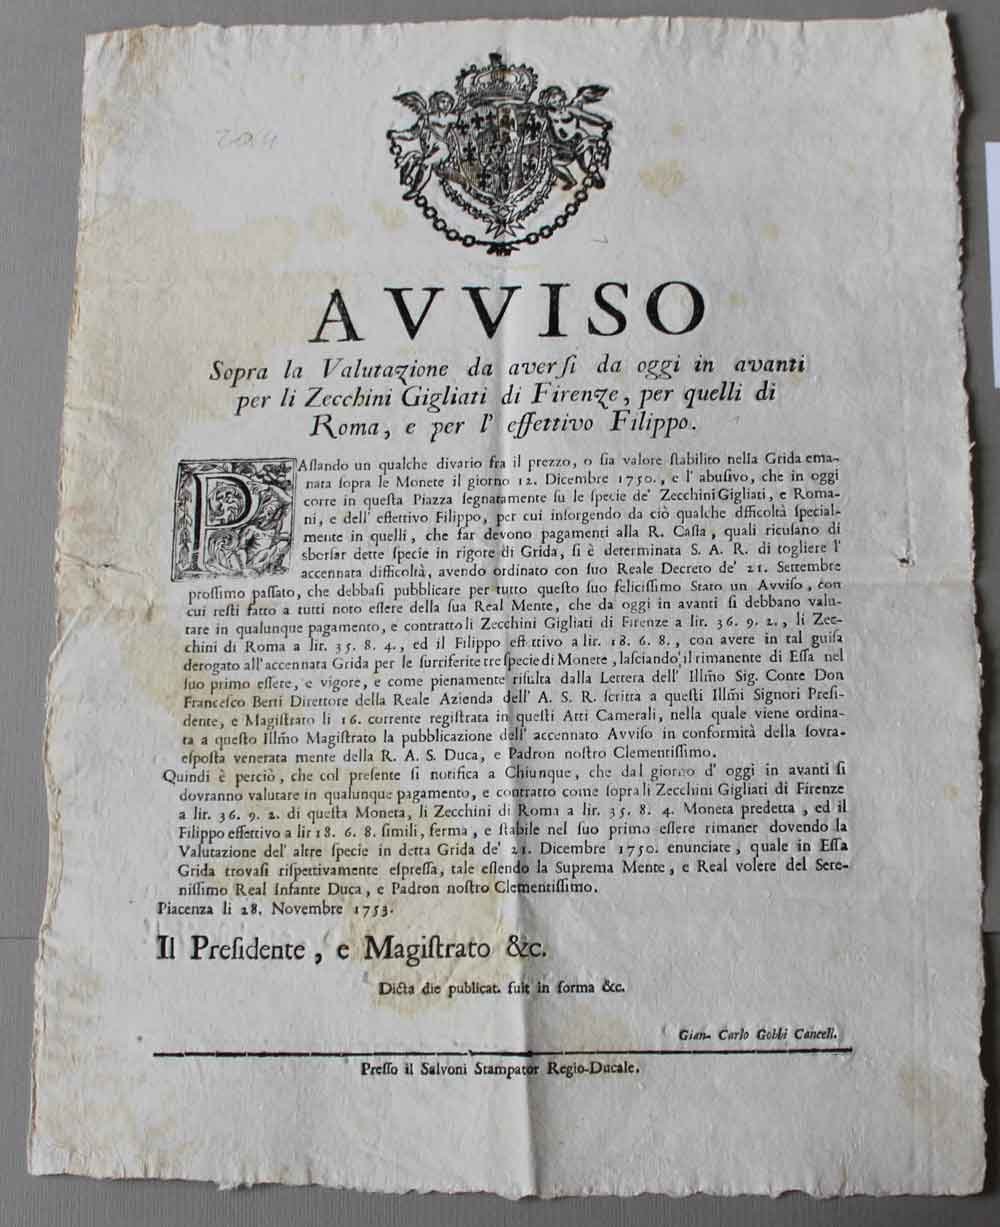 AVVISO
Sopra la Valutazione da aversi da oggi in avanti
per li Zecchini Gigliati di Firenze, per quelli di
Roma, e per l' effettivo Filippo.
PAssando un qualche divario fra il prezzo, o sia valore stabilito nella Grida ema-
nata sopra le Monete il giorno 12. Dicembre 1750., e l' abusivo, che in oggi
corre in questa Piazza segnatamente su le specie de' Zecchini Gigliati, e Roma-
ni, e dell' effettivo Filippo, per cui insorgendo da ciò qualche difficoltà special-
mente in quelli, che far devono pagamenti alla R. Cassa, quali ricusano di
sborsar dette specie in rigore di Grida, si è determinata S. A. R. di togliere l'
accennata difficoltà, avendo ordinato con suo Reale Decreto de' 21. Settembre
prossimo passato, che debbasi pubblicare per tutto questo suo felicissimo Stato un Avviso, con
cui resti fatto a tutti noto essere della sua Real Mente, che da oggi in avanti si debbano valu-
tare in qualunque pagamento, e contratto li Zecchini Gigliati di Firenze a lir. 36. 9. 2., li Zec-
chini di Roma a lir. 35. 8. 4., ed il Filippo effettivo a lir. 18. 6. 8., con avere in tal guisa
derogato all' accennata Grida per le surriferite tre specie di Monete, lasciando il rimanente di Essa nel
suo primo essere, e vigore, e come pienamente risulta dalla Lettera dell' Illmo Sig. Conte Don
Francesco Berti Direttore della Reale Azienda dell' A. S. R. scritta a questi Illmi Signori Presi-
dente, e Magistrato li 16. corrente registrata in questi Atti Camerali, nella quale viene ordina-
ta a questo Illmo Magistrato la pubblicazione dell' accennato Avviso in conformità della sovra-
esposta venerata mente della R. A. S. Duca, e Padron nostro Clementissimo.
Quindi è perciò, che col presente si notifica a Chiunque, che dal giorno d' oggi in avanti si
dovranno valutare in qualunque pagamento, e contratto come sopra li Zecchini Gigliati di Firenze
a lir. 36. 9. 2. di questa Moneta, li Zecchini di Roma a lir. 35. 8. 4. Moneta predetta, ed il
Filippo effettivo a lir 18. 6. 8. simili, ferma, e stabile nel suo primo essere rimaner dovendo la
Valutazione del' altre specie in detta Grida de' 21. Dicembre 1750. enunciate, quale in Essa
Grida trovasi rispettivamente espressa, tale essendo la Suprema Mente, e Real volere del Sere-
nissimo Real Infante Duca, e Padron nostro Clementissimo.
Piacenza li 28. Novembre 1753.
Il Presidente, e Magistrato &c.
Dicta die publicat. fuit in forma &c.
Gian- Carlo Gobbi Cancell.
Presso il Salvoni Stampator Regio-Ducale.